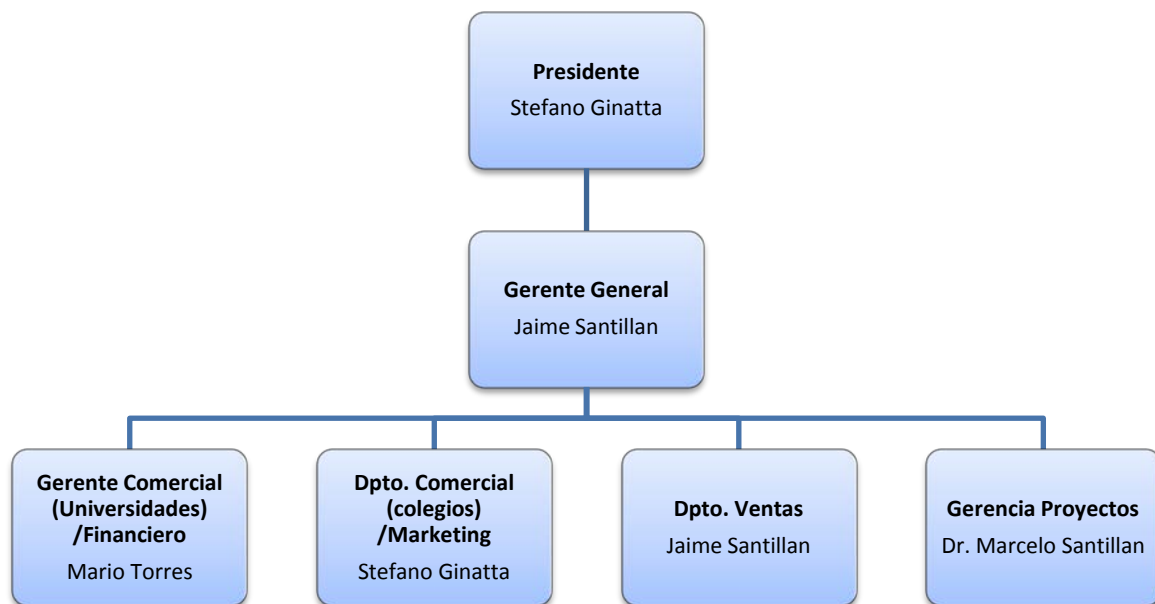 Presidente
Stefano Ginatta
Gerente General
Jaime Santillan
Gerente Comercial
(Universidades)
/Financiero
Mario Torres
Dpto. Comercial
(colegios)
/Marketing
Stefano Ginatta
Dpto. Ventas
Jaime Santillan
Gerencia Proyectos
Dr. Marcelo Santillan